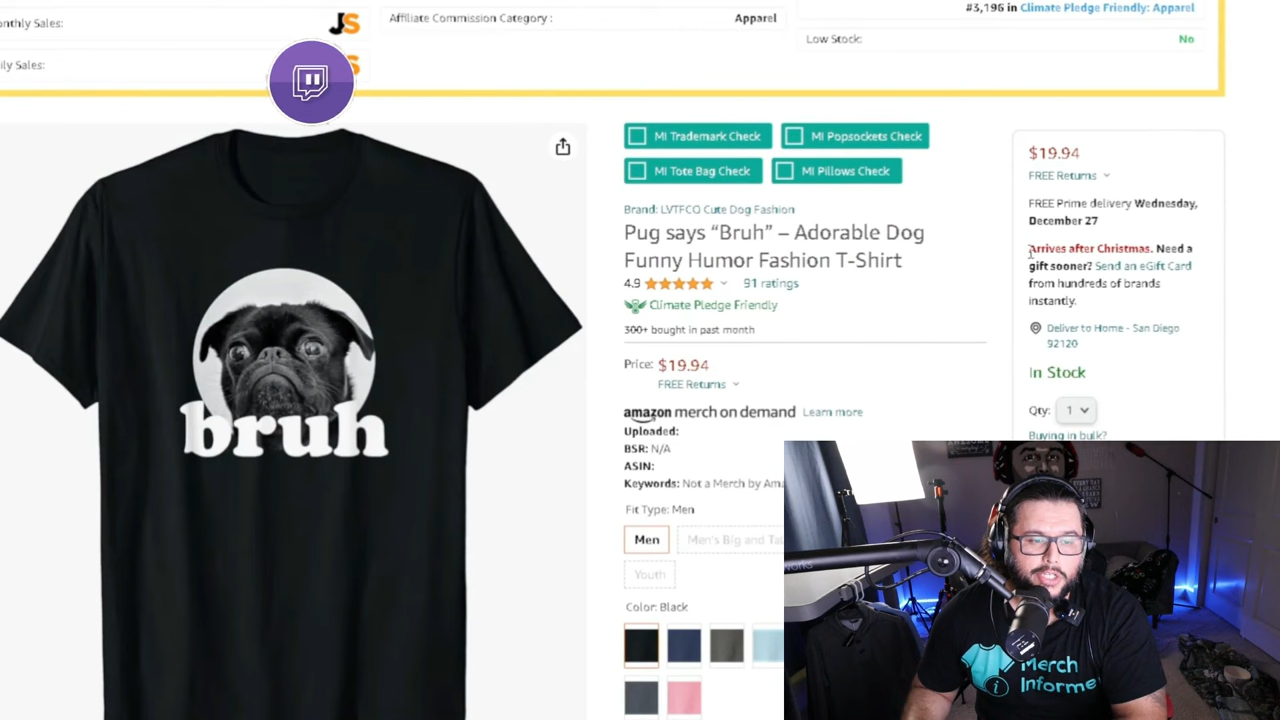 onthly Sales:
JS
Affiliate Commission Category :
Apparel
#3,196 in Climate Pledge Friendly: Apparel
ily Sales:
S
Low Stock:
No
MI Trademark Check
MI Popsockets Check
MI Tote Bag Check
MI Pillows Check
Brand: LVTFCO Cute Dog Fashion
Pug says “Bruh” – Adorable Dog
Funny Humor Fashion T-Shirt
4.9
91 ratings
Climate Pledge Friendly
300+ bought in past month
Price: $19.94
FREE Returns
amazon merch on demand Learn more
Uploaded:
BSR: N/A
ASIN:
Keywords: Not a Merch by Ama
Fit Type: Men
Men
Men's Big and Tal
Youth
Color: Black
$19.94
FREE Returns
FREE Prime delivery Wednesday,
December 27
Arrives after Christmas. Need a
gift sooner? Send an eGift Card
from hundreds of brands
instantly.
Deliver to Home - San Diego
92120
In Stock
Qty: 1
Buying in bulk?
bruh
Merch
Informe